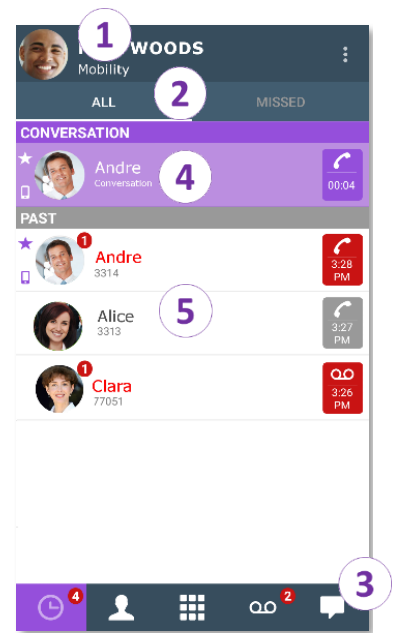 1
WOODS
Mobility
ALL
2
MISSED
CONVERSATION
Andre
Conversation
4
00:04
PAST
1
Andre
3314
3:28
PM
Alice
3313
5
3:27
PM
1
Clara
77051
3:26
PM
3
4
2